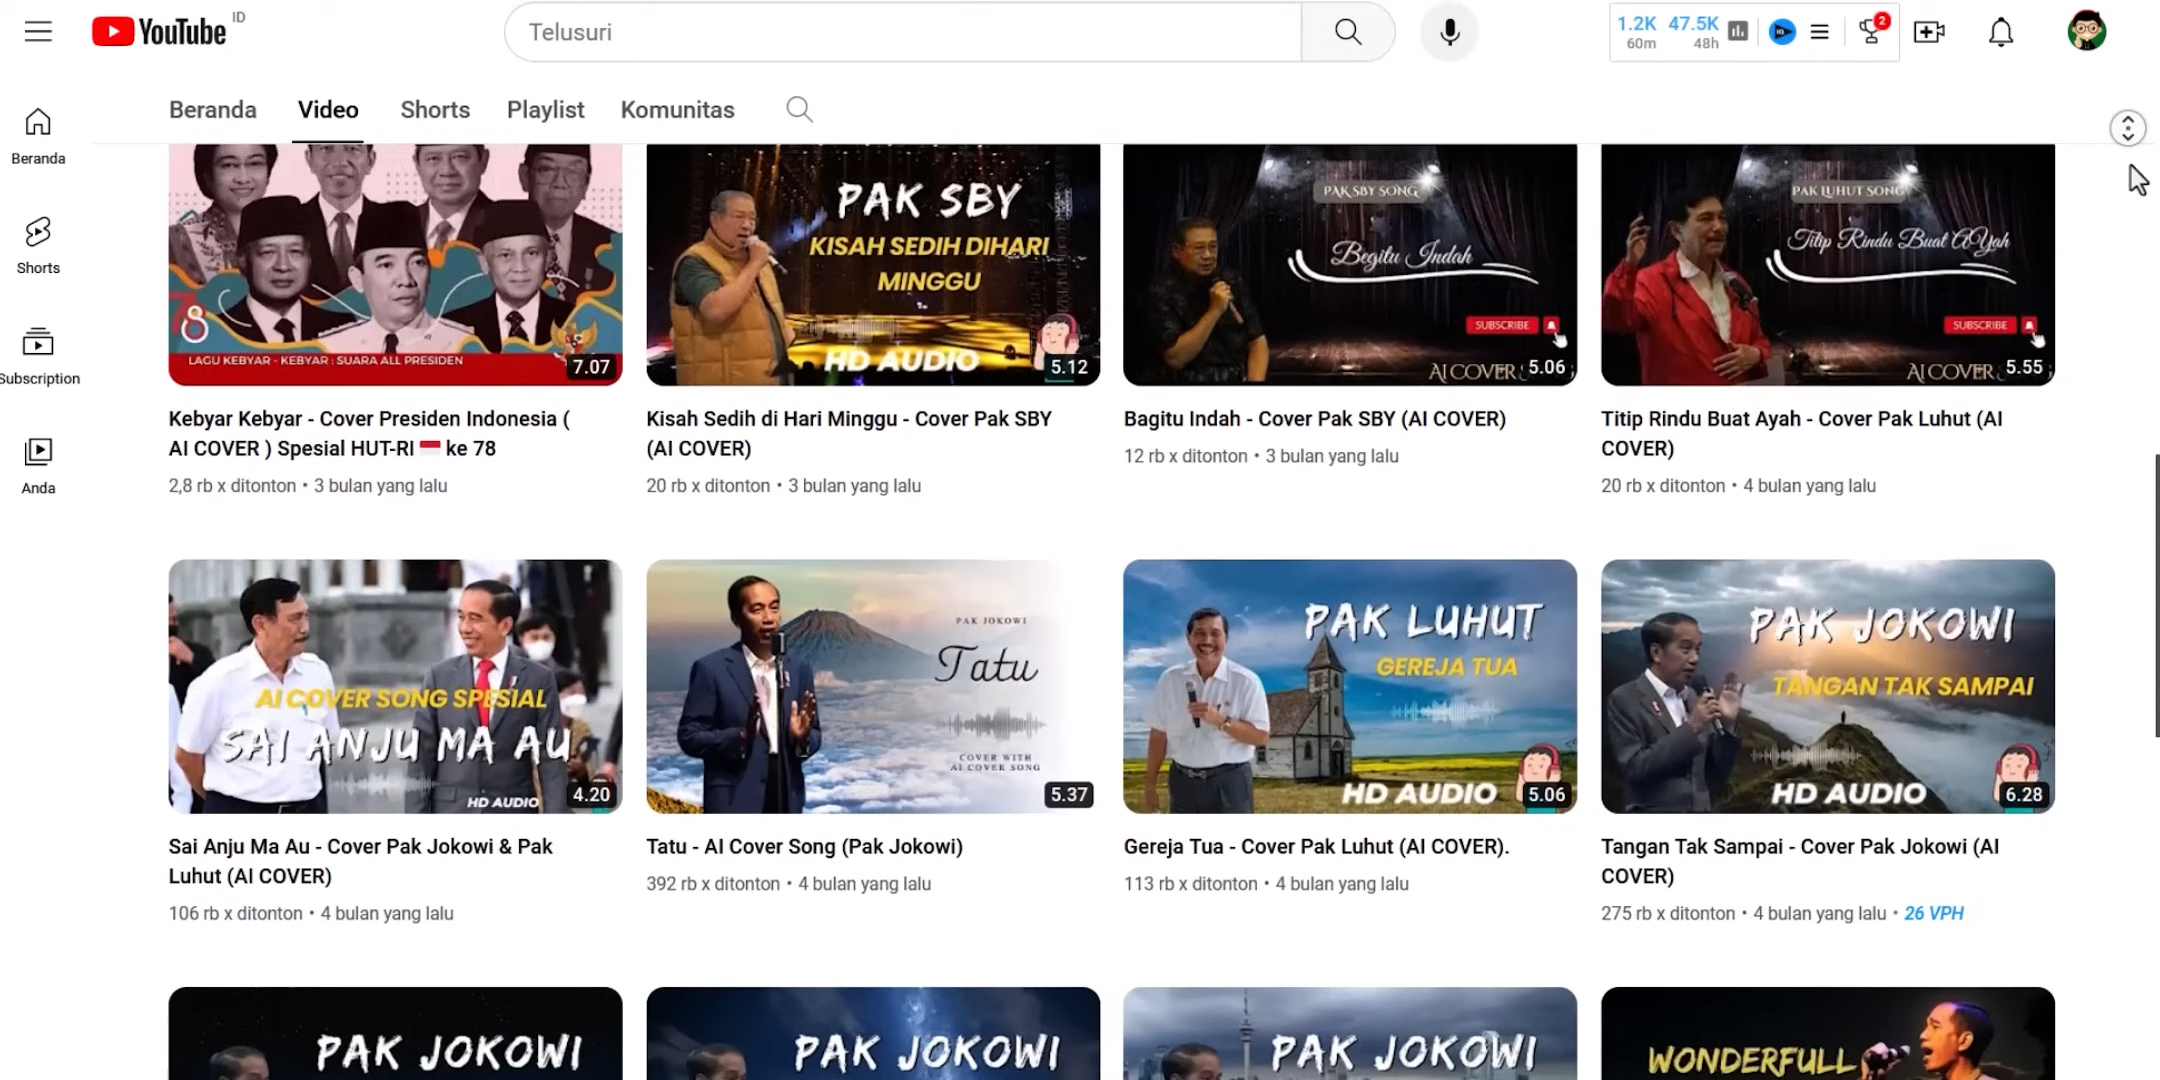 YouTube ID
Telusuri
1.2K 47.5K
60m 48h
2
Beranda Video Shorts Playlist Komunitas
Beranda
Shorts
Subscription
Anda
78
LAGU KEBYAR - KEBYAR : SUARA ALL PRESIDEN
7.07
Kebyar Kebyar - Cover Presiden Indonesia (
AI COVER ) Spesial HUT-RI 🇮🇩 ke 78
2,8 rb x ditonton • 3 bulan yang lalu
PAK SBY
KISAH SEDIH DIHARI
MINGGU
HD AUDIO
5.12
Kisah Sedih di Hari Minggu - Cover Pak SBY
(AI COVER)
20 rb x ditonton • 3 bulan yang lalu
PAK SBY SONG
Begitu Indah
SUBSCRIBE
AI COVER
5.06
Bagitu Indah - Cover Pak SBY (AI COVER)
12 rb x ditonton • 3 bulan yang lalu
PAK LUHUT SONG
Titip Rindu Buat AYah
SUBSCRIBE
AI COVER
5.55
Titip Rindu Buat Ayah - Cover Pak Luhut (AI
COVER)
20 rb x ditonton • 4 bulan yang lalu
AI COVER SONG SPESIAL
SAI ANJU MA AU
HD AUDIO
4.20
Sai Anju Ma Au - Cover Pak Jokowi & Pak
Luhut (AI COVER)
106 rb x ditonton • 4 bulan yang lalu
PAK JOKOWI
Tatu
COVER WITH
AI COVER SONG
5.37
Tatu - AI Cover Song (Pak Jokowi)
392 rb x ditonton • 4 bulan yang lalu
PAK LUHUT
GEREJA TUA
HD AUDIO
5.06
Gereja Tua - Cover Pak Luhut (AI COVER).
113 rb x ditonton • 4 bulan yang lalu
PAK JOKOWI
TANGAN TAK SAMPAI
HD AUDIO
6.28
Tangan Tak Sampai - Cover Pak Jokowi (AI
COVER)
275 rb x ditonton • 4 bulan yang lalu • 26 VPH
PAK JOKOWI
PAK JOKOWI
PAK JOKOWI
WONDERFULL